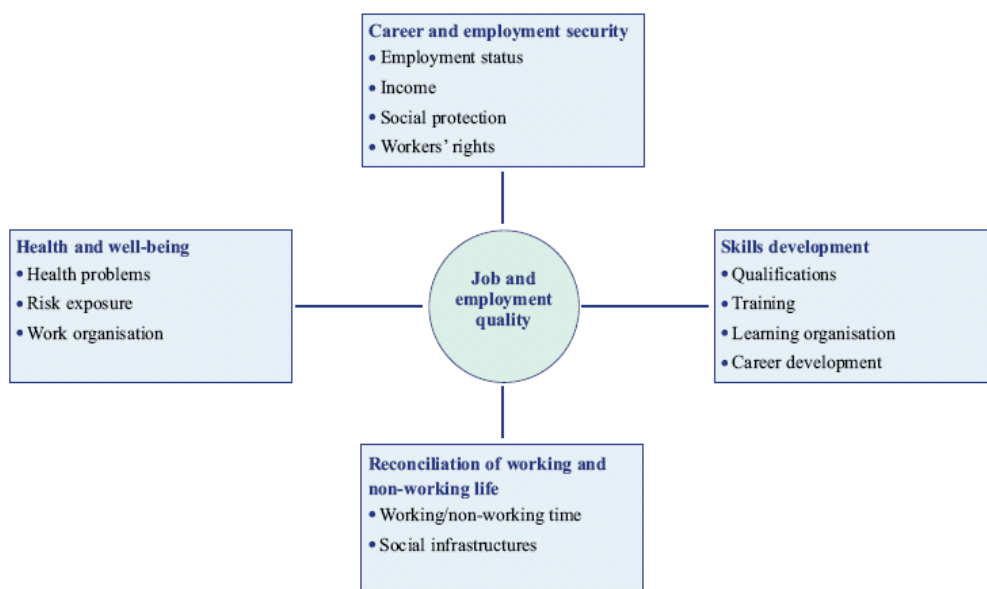 Career and employment security
• Employment status
• Income
• Social protection
• Workers’ rights
Health and well-being
• Health problems
• Risk exposure
• Work organisation
Job and
employment
quality
Skills development
• Qualifications
• Training
• Learning organisation
• Career development
Reconciliation of working and
non-working life
• Working/non-working time
• Social infrastructures